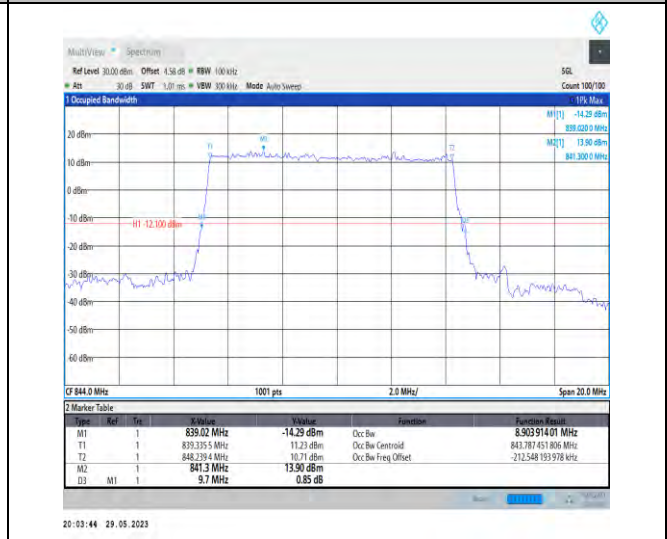 MultiView Spectrum
Ref Level 30.00 dBm Offset 4.58 dB RBW 100 kHz SGL
Att 30 dB SWT 1.01 ms VBW 300 kHz Mode Auto Sweep Count 100/100
1 Occupied Bandwidth 1Pk Max
M1[1] -14.29 dBm
839.020 0 MHz
M2[1] 13.90 dBm
841.300 0 MHz
20 dBm
T1 M2 T2
10 dBm
0 dBm
-10 dBm
H1 -12.100 dBm
-20 dBm
-30 dBm
-40 dBm
-50 dBm
-60 dBm
CF 844.0 MHz 1001 pts 2.0 MHz/ Span 20.0 MHz
2 Marker Table
Type Ref Trc X-Value Y-Value Function Function Result
M1 1 839.02 MHz -14.29 dBm Occ Bw 8.903 914 01 MHz
T1 1 839.335 5 MHz 11.23 dBm Occ Bw Centroid 843.787 451 806 MHz
T2 1 848.239 4 MHz 10.71 dBm Occ Bw Freq Offset -212.548 193 978 kHz
M2 1 841.3 MHz 13.90 dBm
D3 M1 1 9.7 MHz 0.85 dB
20:03:44 29.05.2023